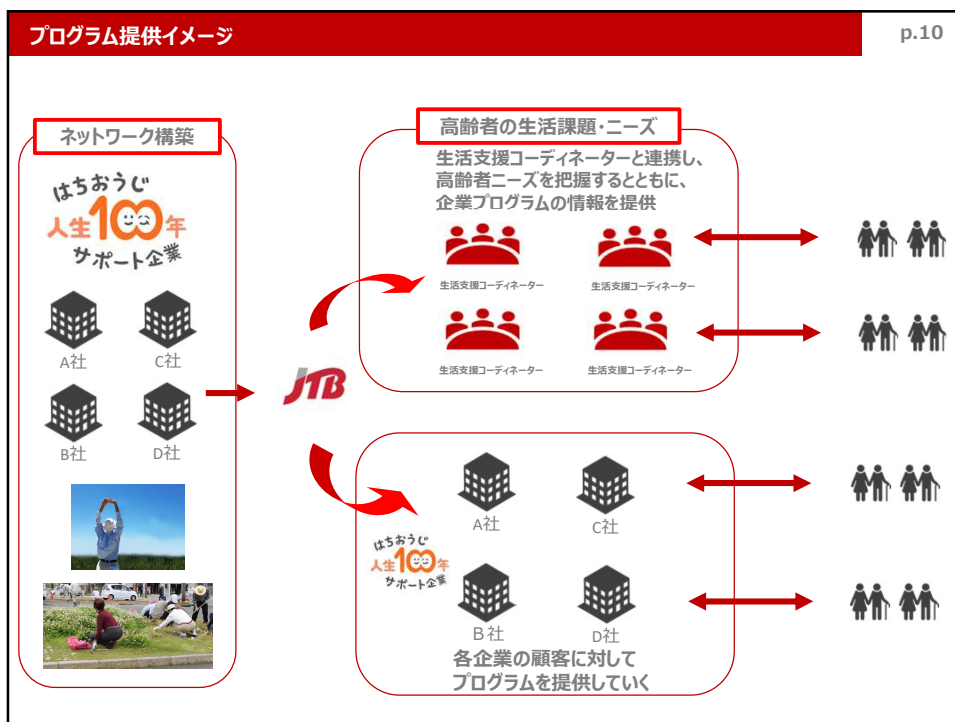 プログラム提供イメージ
p.10
ネットワーク構築
はちおうじ
人生100年
サポート企業
A社
C社
B社
D社
JTB
高齢者の生活課題・ニーズ
生活支援コーディネーターと連携し、
高齢者ニーズを把握するとともに、
企業プログラムの情報を提供
生活支援コーディネーター
生活支援コーディネーター
生活支援コーディネーター
生活支援コーディネーター
はちおうじ
人生100年
サポート企業
A社
C社
B社
D社
各企業の顧客に対して
プログラムを提供していく